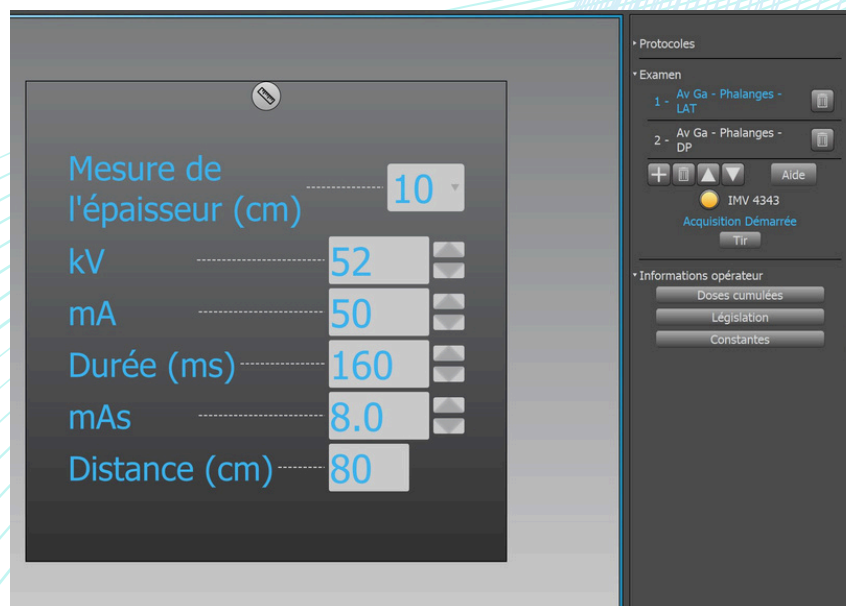 Mesure de
l'épaisseur (cm)
10
kV
52
mA
50
Durée (ms)
160
mAs
8.0
Distance (cm)
80
Protocoles
Examen
1 - Av Ga - Phalanges -
LAT
2 - Av Ga - Phalanges -
DP
Aide
IMV 4343
Acquisition Démarrée
Tir
Informations opérateur
Doses cumulées
Législation
Constantes